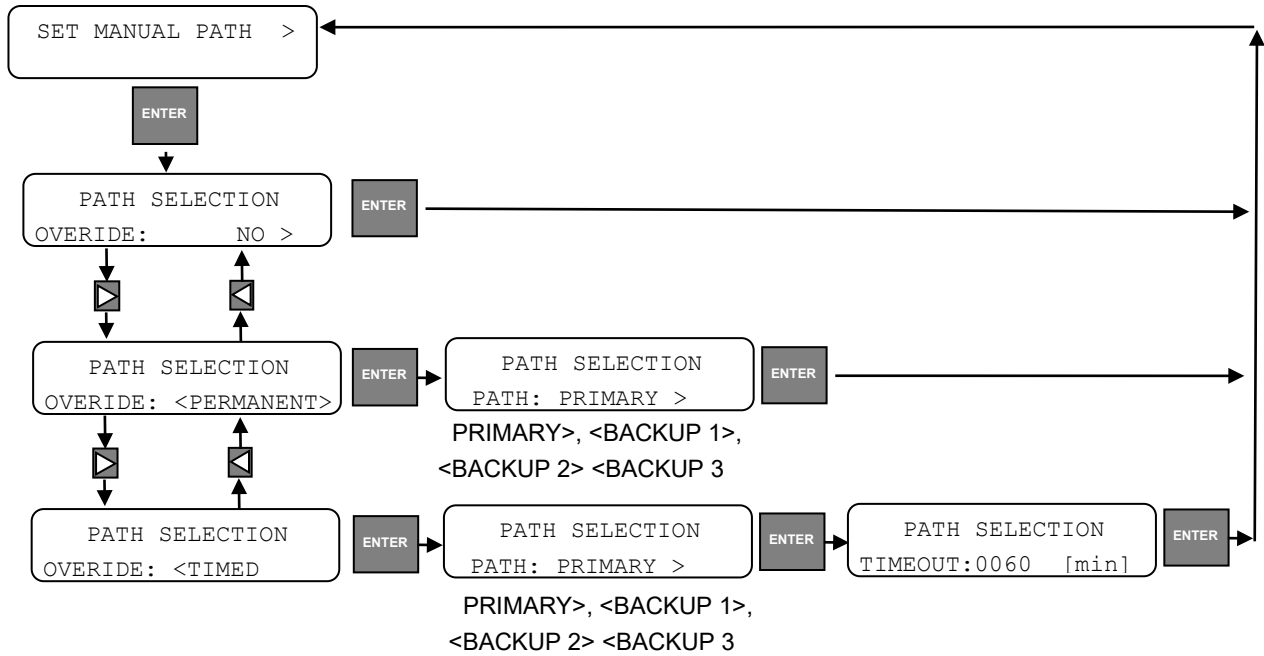 SET MANUAL PATH >
ENTER
PATH SELECTION
OVERIDE: NO >
ENTER
PATH SELECTION
OVERIDE: <PERMANENT>
ENTER
PATH SELECTION
PATH: PRIMARY >
ENTER
PRIMARY>, <BACKUP 1>,
<BACKUP 2> <BACKUP 3
PATH SELECTION
OVERIDE: <TIMED
ENTER
PATH SELECTION
PATH: PRIMARY >
ENTER
PATH SELECTION
TIMEOUT:0060 [min]
ENTER
PRIMARY>, <BACKUP 1>,
<BACKUP 2> <BACKUP 3